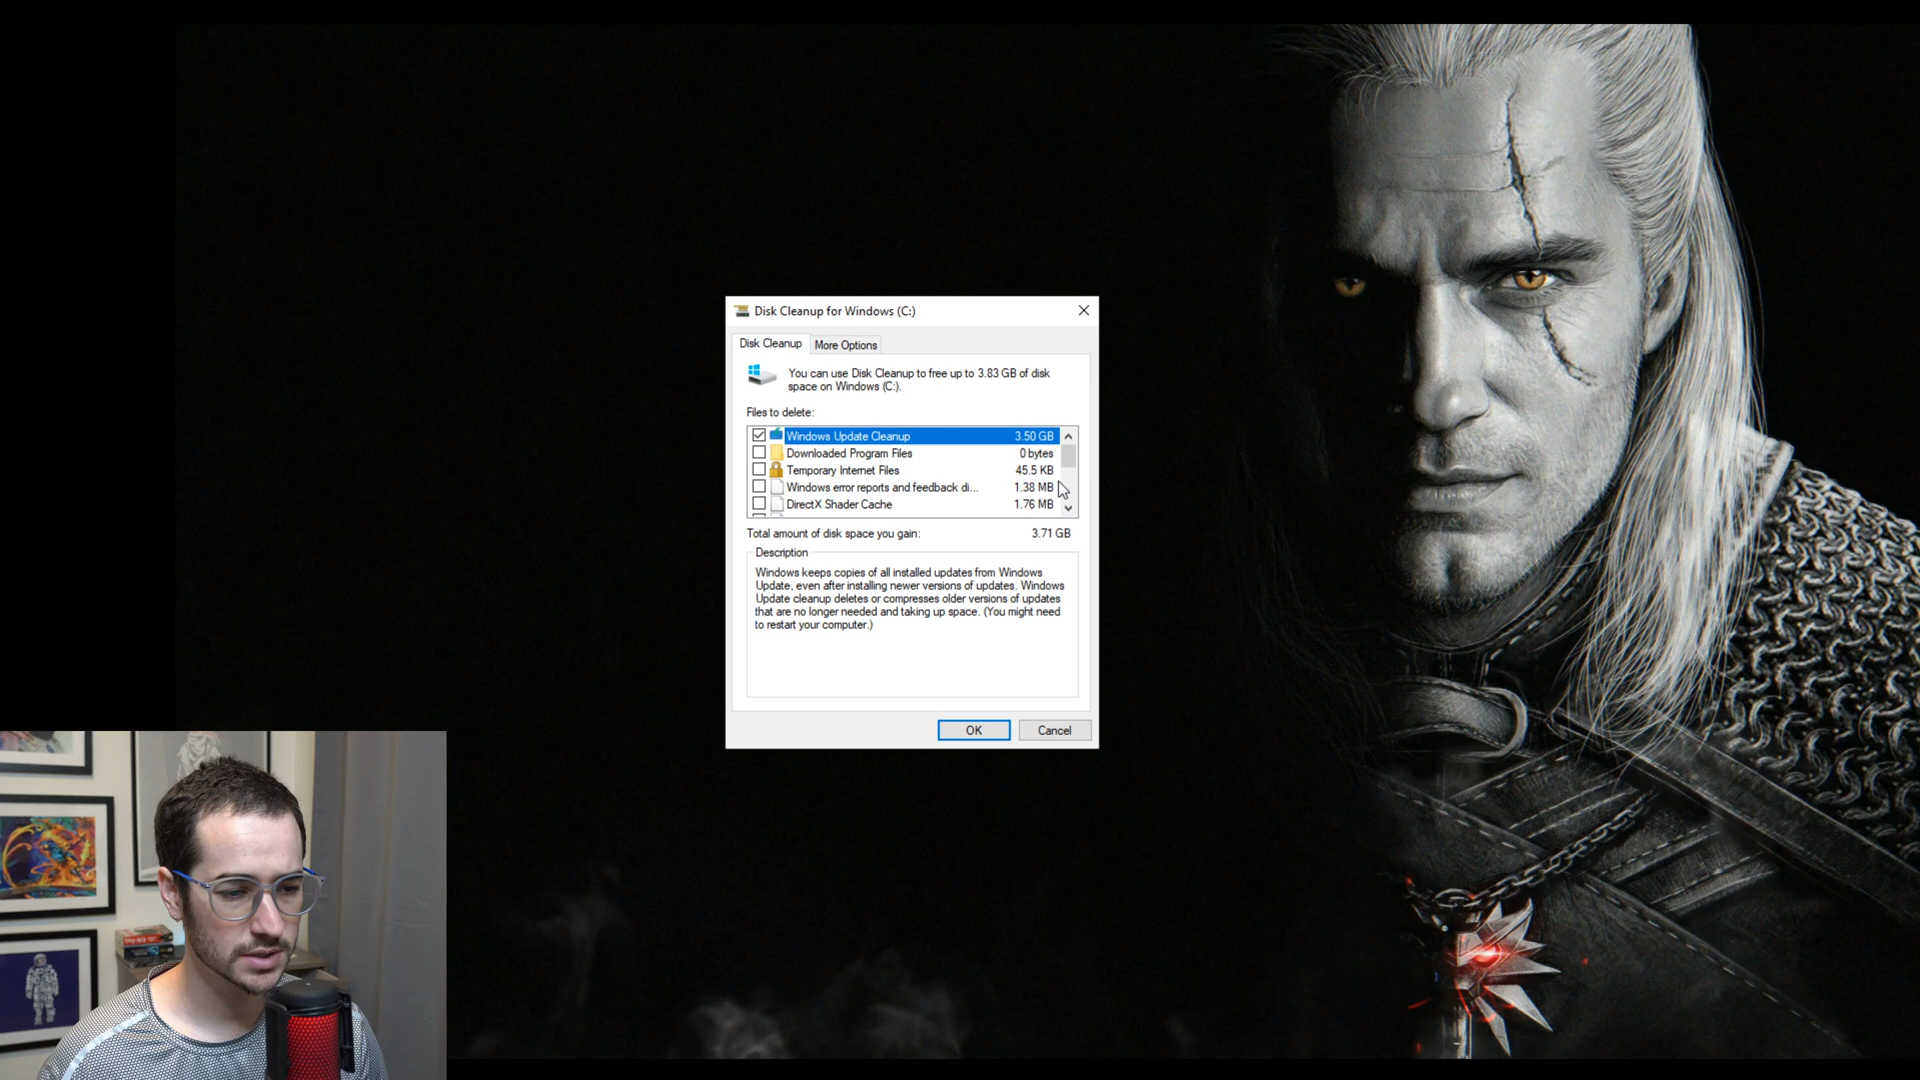 Disk Cleanup for Windows (C:)
Disk Cleanup
More Options
You can use Disk Cleanup to free up to 3.83 GB of disk
space on Windows (C:).
Files to delete:
Windows Update Cleanup 3.50 GB
Downloaded Program Files 0 bytes
Temporary Internet Files 45.5 KB
Windows error reports and feedback di... 1.38 MB
DirectX Shader Cache 1.76 MB
Total amount of disk space you gain: 3.71 GB
Description
Windows keeps copies of all installed updates from Windows
Update, even after installing newer versions of updates. Windows
Update cleanup deletes or compresses older versions of updates
that are no longer needed and taking up space. (You might need
to restart your computer.)
OK
Cancel